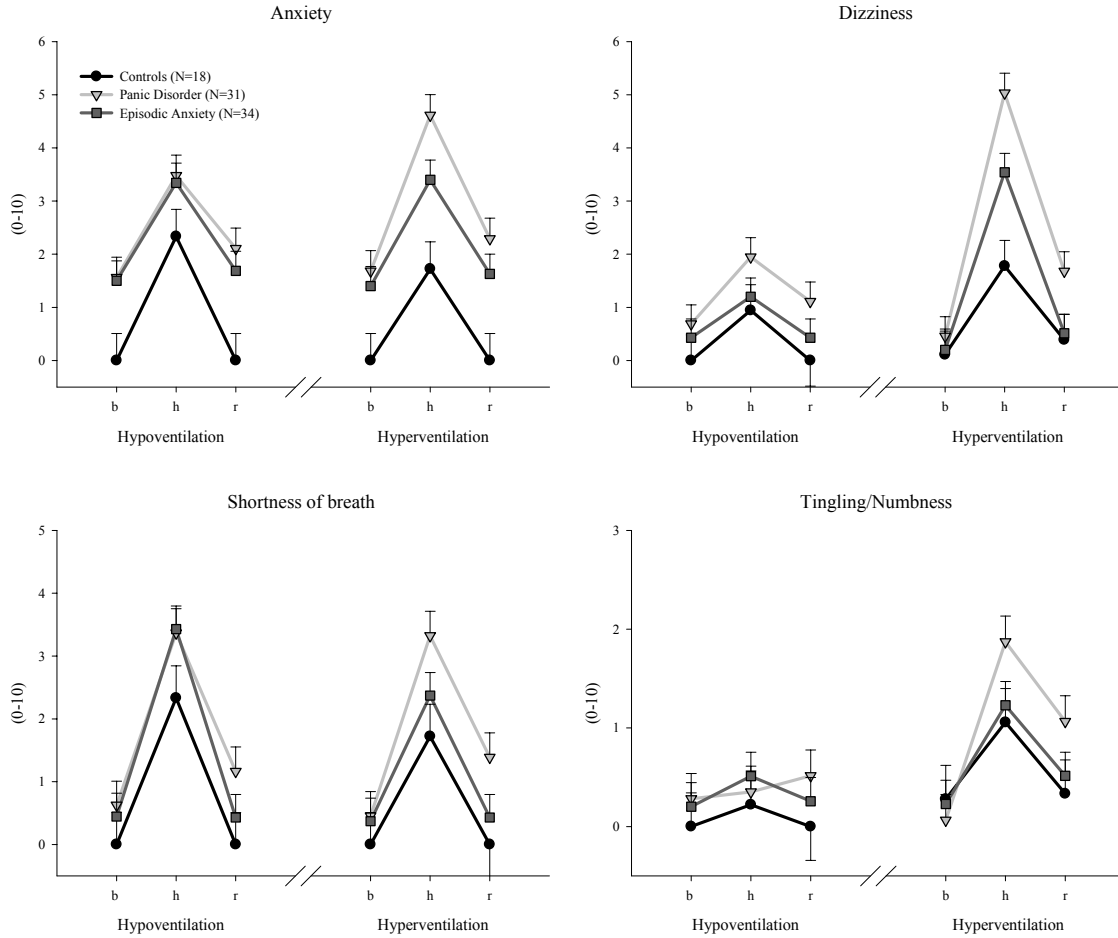 Anxiety
6
5
4
3
2
1
0
(0-10)
Controls (N=18)
Panic Disorder (N=31)
Episodic Anxiety (N=34)
b h r b h r
Hypoventilation Hyperventilation
Dizziness
6
5
4
3
2
1
0
(0-10)
b h r b h r
Hypoventilation Hyperventilation
Shortness of breath
5
4
3
2
1
0
(0-10)
b h r b h r
Hypoventilation Hyperventilation
Tingling/Numbness
3
2
1
0
(0-10)
b h r b h r
Hypoventilation Hyperventilation